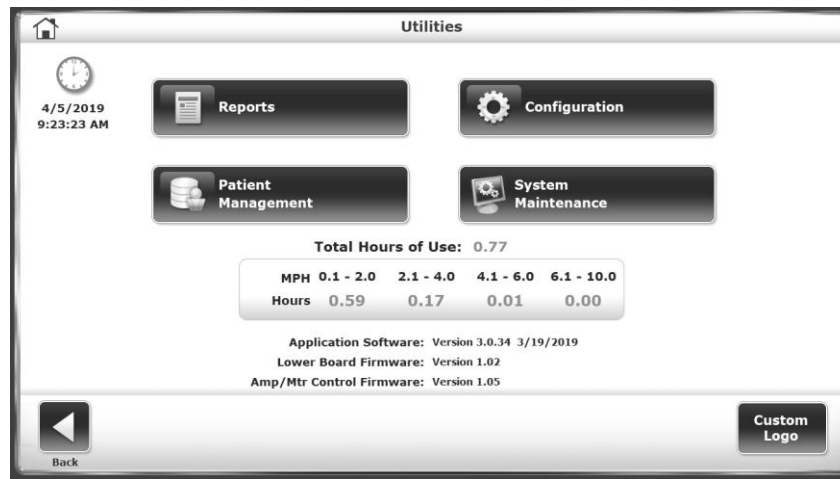 Utilities
4/5/2019
9:23:23 AM
Reports
Configuration
Patient
Management
System
Maintenance
Total Hours of Use: 0.77
MPH 0.1 - 2.0 2.1 - 4.0 4.1 - 6.0 6.1 - 10.0
Hours 0.59 0.17 0.01 0.00
Application Software: Version 3.0.34 3/19/2019
Lower Board Firmware: Version 1.02
Amp/Mtr Control Firmware: Version 1.05
Back
Custom
Logo